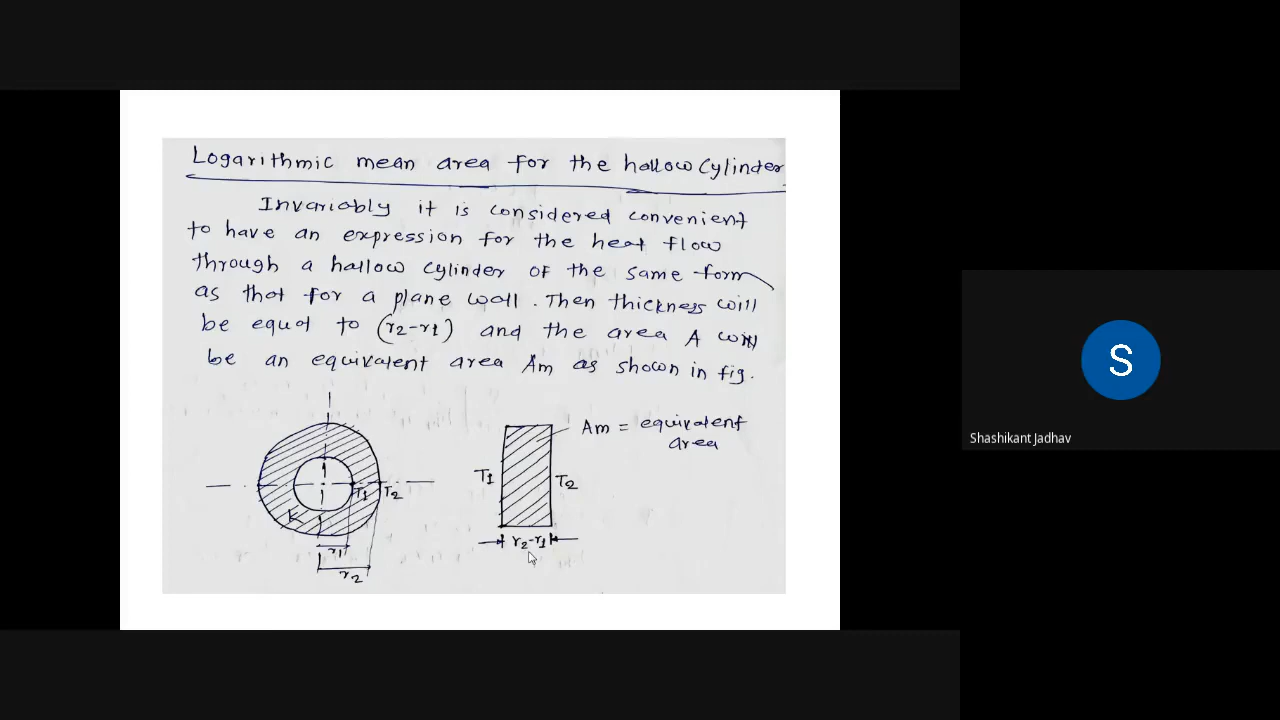 Logarithmic mean area for the hallow Cylinder
Invariably it is considered convenient
to have an expression for the heat flow
through a hallow cylinder of the same form
as that for a plane wall. Then thickness will
be equal to (r2-r1) and the area A will
be an equivalent area Am as shown in fig.
Am = equivalent
area
T1 T2
K
r1
r2
T1 T2
r2-r1
S
Shashikant Jadhav